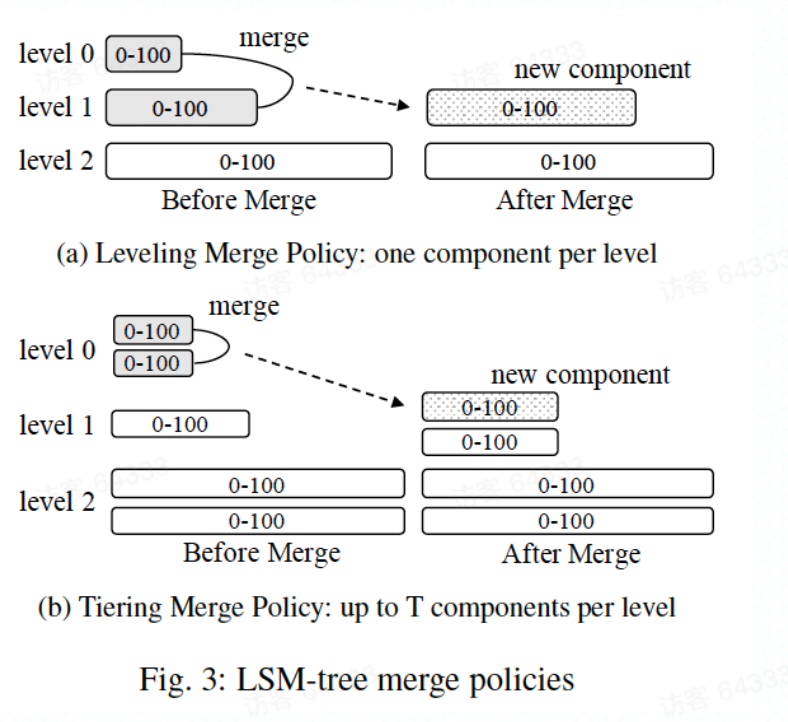 merge
level 0 0-100
new component
level 1 0-100 0-100
level 2 0-100 0-100
Before Merge After Merge
(a) Leveling Merge Policy: one component per level
merge
0-100
level 0
0-100
new component
0-100
level 1 0-100
0-100
0-100 0-100
level 2
0-100 0-100
Before Merge After Merge
(b) Tiering Merge Policy: up to T components per level
Fig. 3: LSM-tree merge policies
访客 64333